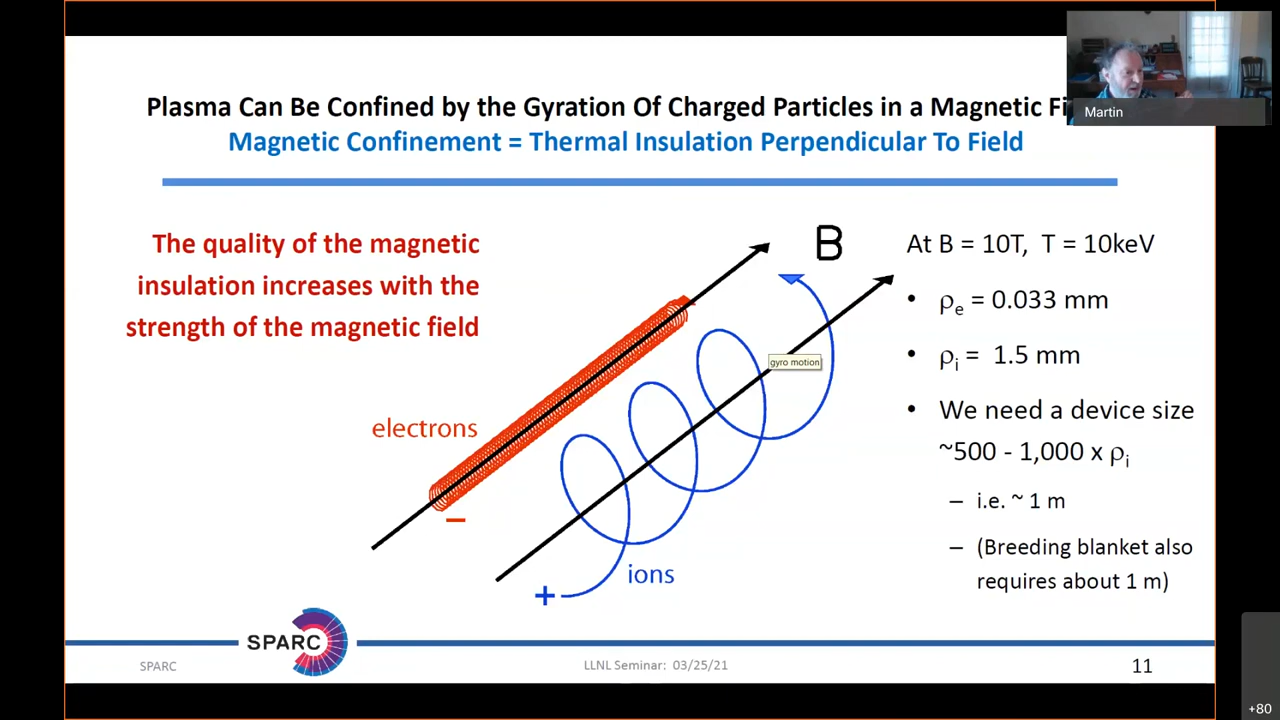 Plasma Can Be Confined by the Gyration Of Charged Particles in a Magnetic Fi
Magnetic Confinement = Thermal Insulation Perpendicular To Field
Martin
The quality of the magnetic
insulation increases with the
strength of the magnetic field
B
At B = 10T, T = 10keV
• ρe = 0.033 mm
• ρi = 1.5 mm
• We need a device size
~500 - 1,000 x ρi
– i.e. ~ 1 m
– (Breeding blanket also
requires about 1 m)
gyro motion
electrons
−
ions
+
SPARC
SPARC
LLNL Seminar: 03/25/21
11
+80